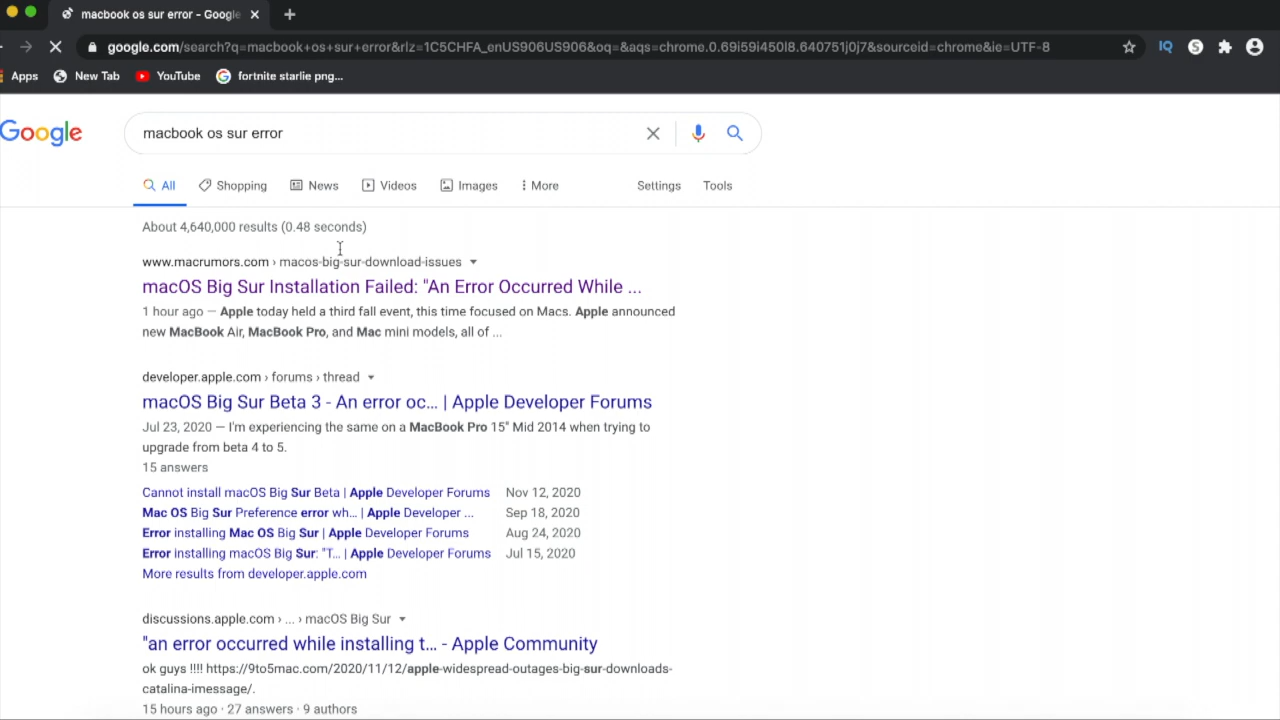 macbook os sur error - Google
google.com/search?q=macbook+os+sur+error&rlz=1C5CHFA_enUS906US906&oq=&aqs=chrome.0.69i59i450l8.640751j0j7&sourceid=chrome&ie=UTF-8
IQ
S
Apps New Tab YouTube fortnite starlie png...
Google macbook os sur error
All Shopping News Videos Images More Settings Tools
About 4,640,000 results (0.48 seconds)
www.macrumors.com › macos-big-sur-download-issues
macOS Big Sur Installation Failed: "An Error Occurred While ...
1 hour ago — Apple today held a third fall event, this time focused on Macs. Apple announced
new MacBook Air, MacBook Pro, and Mac mini models, all of ...
developer.apple.com › forums › thread
macOS Big Sur Beta 3 - An error oc... | Apple Developer Forums
Jul 23, 2020 — I'm experiencing the same on a MacBook Pro 15" Mid 2014 when trying to
upgrade from beta 4 to 5.
15 answers
Cannot install macOS Big Sur Beta | Apple Developer Forums Nov 12, 2020
Mac OS Big Sur Preference error wh... | Apple Developer ... Sep 18, 2020
Error installing Mac OS Big Sur | Apple Developer Forums Aug 24, 2020
Error installing macOS Big Sur: "T... | Apple Developer Forums Jul 15, 2020
More results from developer.apple.com
discussions.apple.com › ... › macOS Big Sur
"an error occurred while installing t... - Apple Community
ok guys !!!! https://9to5mac.com/2020/11/12/apple-widespread-outages-big-sur-downloads-
catalina-imessage/.
15 hours ago · 27 answers · 9 authors